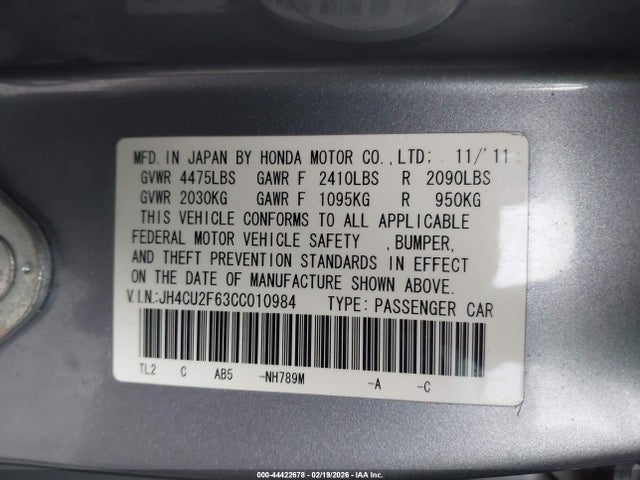 MFD. IN JAPAN BY HONDA MOTOR CO., LTD; 11/'11
GVWR 4475LBS GAWR F 2410LBS R 2090LBS
GVWR 2030KG GAWR F 1095KG R 950KG
THIS VEHICLE CONFORMS TO ALL APPLICABLE
FEDERAL MOTOR VEHICLE SAFETY ,BUMPER,
AND THEFT PREVENTION STANDARDS IN EFFECT
ON THE DATE OF MANUFACTURE SHOWN ABOVE.
V.I.N:JH4CU2F63CC010984 TYPE: PASSENGER CAR
TL2 C AB5 -NH789M -A -C
000-44422678 - 02/19/2026 - IAA Inc.